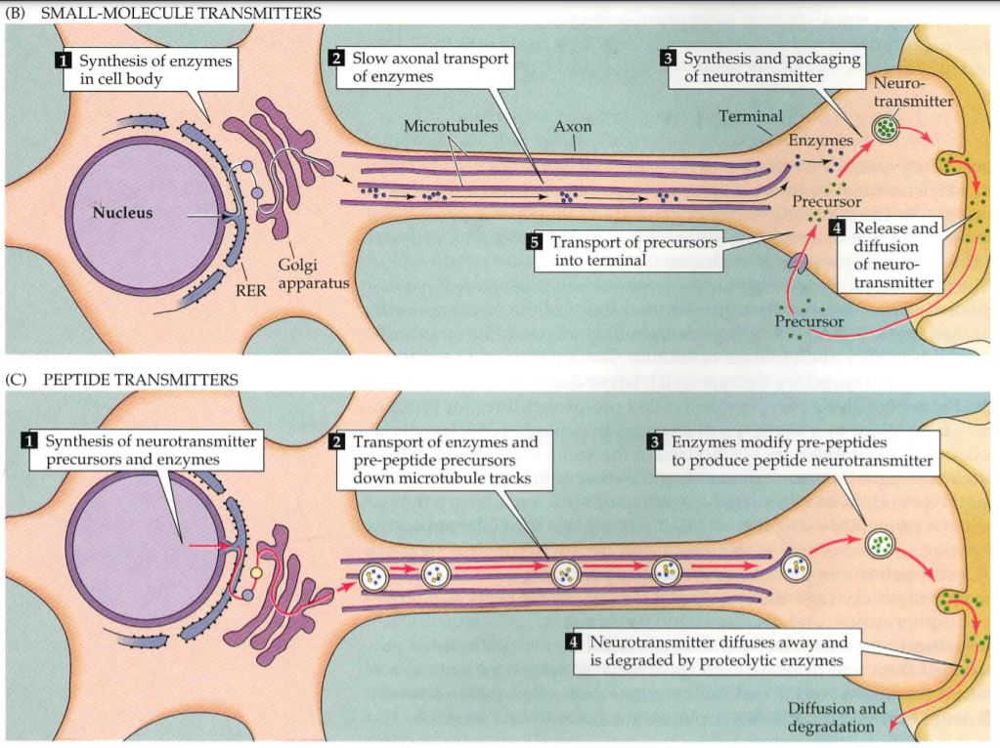 (B) SMALL-MOLECULE TRANSMITTERS
1 Synthesis of enzymes
in cell body
2 Slow axonal transport
of enzymes
3 Synthesis and packaging
of neurotransmitter
Neuro-
transmitter
Microtubules
Axon
Terminal
Enzymes
Nucleus
Precursor
4 Release and
diffusion
of neuro-
transmitter
5 Transport of precursors
into terminal
Golgi
apparatus
RER
Precursor
(C) PEPTIDE TRANSMITTERS
1 Synthesis of neurotransmitter
precursors and enzymes
2 Transport of enzymes and
pre-peptide precursors
down microtubule tracks
3 Enzymes modify pre-peptides
to produce peptide neurotransmitter
4 Neurotransmitter diffuses away and
is degraded by proteolytic enzymes
Diffusion and
degradation